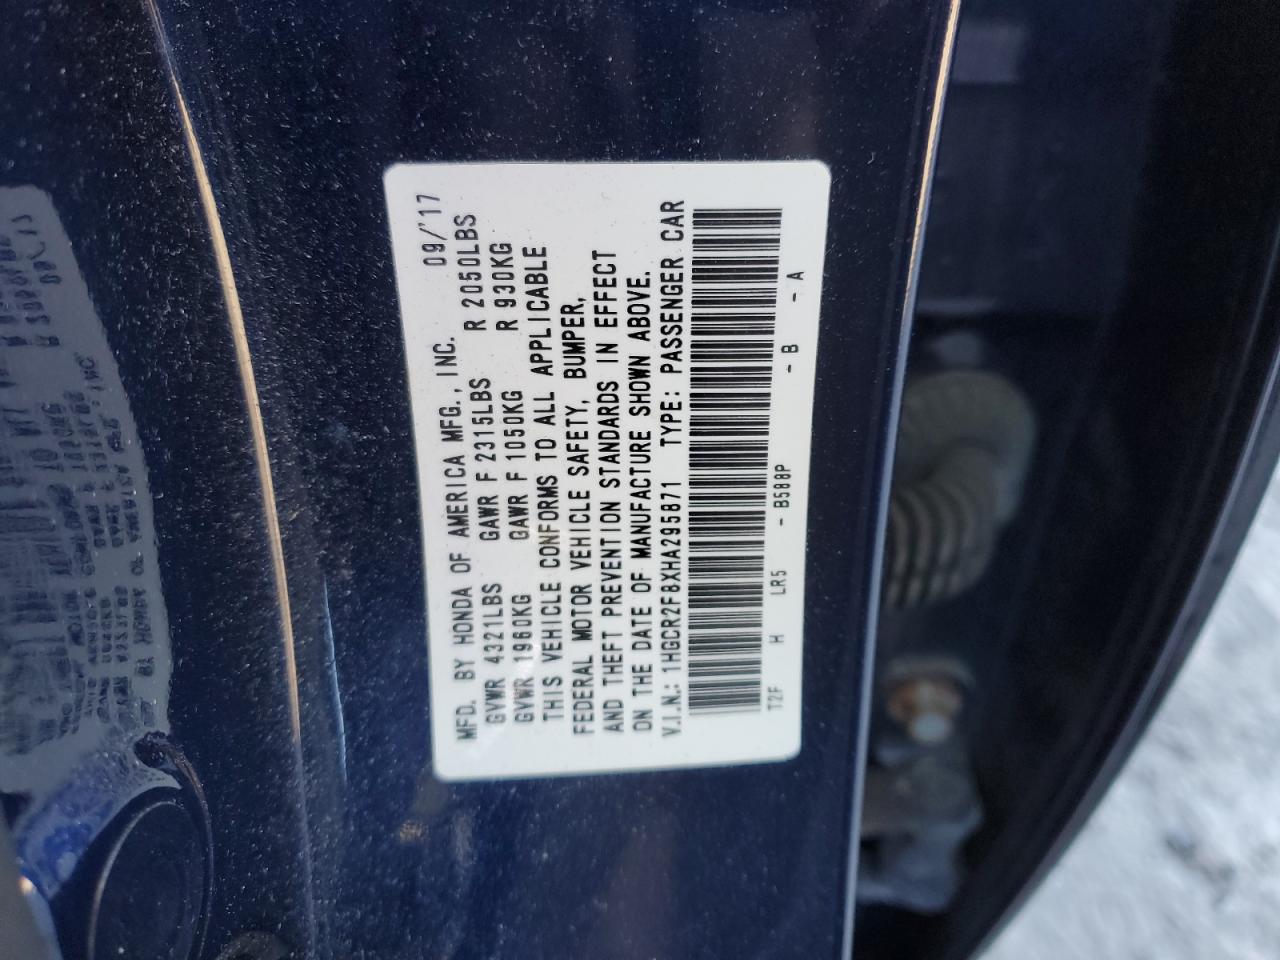 MFD. BY HONDA OF AMERICA MFG., INC. 09/'17
GVWR 4321LBS GAWR F 2315LBS R 2050LBS
GVWR 1960KG GAWR F 1050KG R 930KG
THIS VEHICLE CONFORMS TO ALL APPLICABLE
FEDERAL MOTOR VEHICLE SAFETY, BUMPER,
AND THEFT PREVENTION STANDARDS IN EFFECT
ON THE DATE OF MANUFACTURE SHOWN ABOVE.
V.I.N.: 1HGCR2F8XHA295871 TYPE: PASSENGER CAR
T2F H LR5 - B588P - B - A